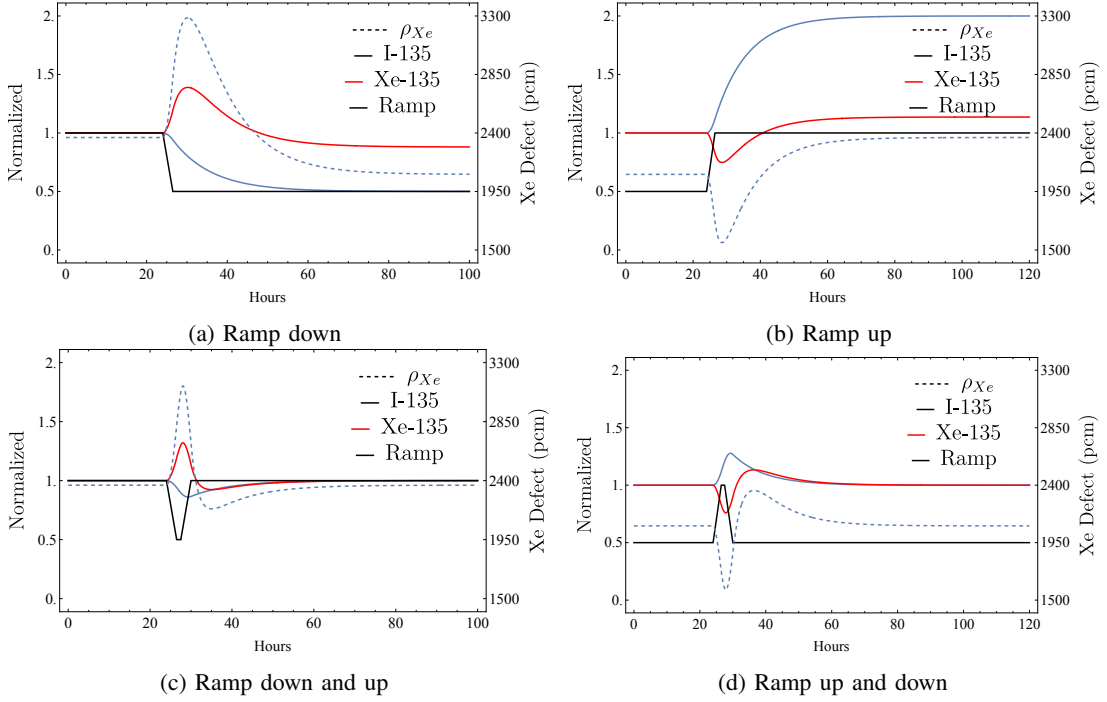 2.
1.5
1.
0.5
0.
Normalized
3300
2850
2400
1950
1500
Xe Defect (pcm)
ρXe
I-135
Xe-135
Ramp
0 20 40 60 80 100
Hours
(a) Ramp down
2.
1.5
1.
0.5
0.
Normalized
3300
2850
2400
1950
1500
Xe Defect (pcm)
ρXe
I-135
Xe-135
Ramp
0 20 40 60 80 100 120
Hours
(b) Ramp up
2.
1.5
1.
0.5
0.
Normalized
3300
2850
2400
1950
1500
Xe Defect (pcm)
ρXe
I-135
Xe-135
Ramp
0 20 40 60 80 100
Hours
(c) Ramp down and up
2.
1.5
1.
0.5
0.
Normalized
3300
2850
2400
1950
1500
Xe Defect (pcm)
ρXe
I-135
Xe-135
Ramp
0 20 40 60 80 100 120
Hours
(d) Ramp up and down